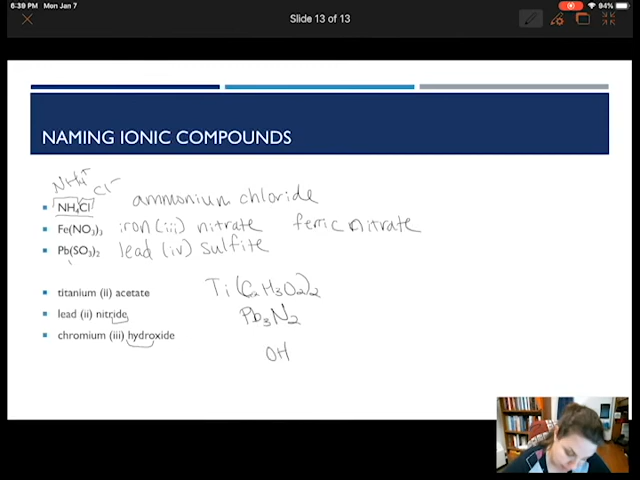 6:39 PM Mon Jan 7
94%
Slide 13 of 13
NAMING IONIC COMPOUNDS
NH₄⁺ Cl⁻
NH₄Cl ammonium chloride
Fe(NO₃)₃ iron (iii) nitrate ferric nitrate
Pb(SO₃)₂ lead (iv) sulfite
titanium (ii) acetate Ti(C₂H₃O₂)₂
lead (ii) nitride Pb₃N₂
chromium (iii) hydroxide
OH